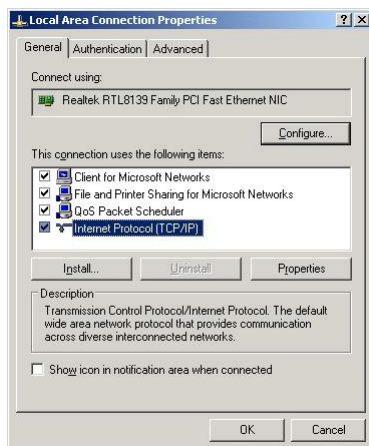 Local Area Connection Properties
General Authentication Advanced
Connect using:
Realtek RTL8139 Family PCI Fast Ethernet NIC
Configure...
This connection uses the following items:
Client for Microsoft Networks
File and Printer Sharing for Microsoft Networks
QoS Packet Scheduler
Internet Protocol (TCP/IP)
Install... Uninstall Properties
Description
Transmission Control Protocol/Internet Protocol. The default
wide area network protocol that provides communication
across diverse interconnected networks.
Show icon in notification area when connected
OK Cancel